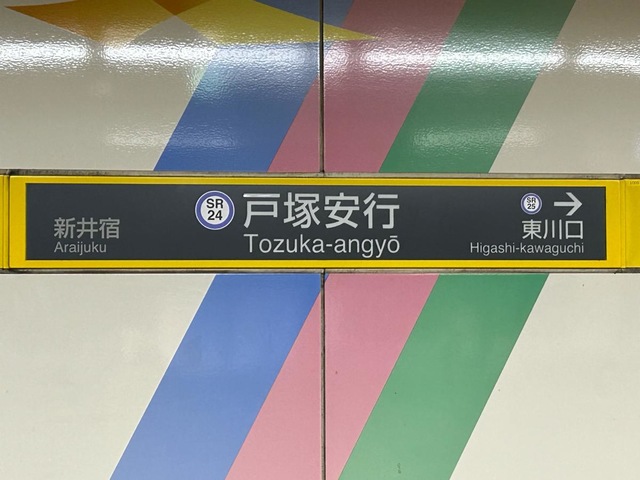 新井宿
Araijuku
SR
24
戸塚安行
Tozuka-angyō
SR
25
→
東川口
Higashi-kawaguchi